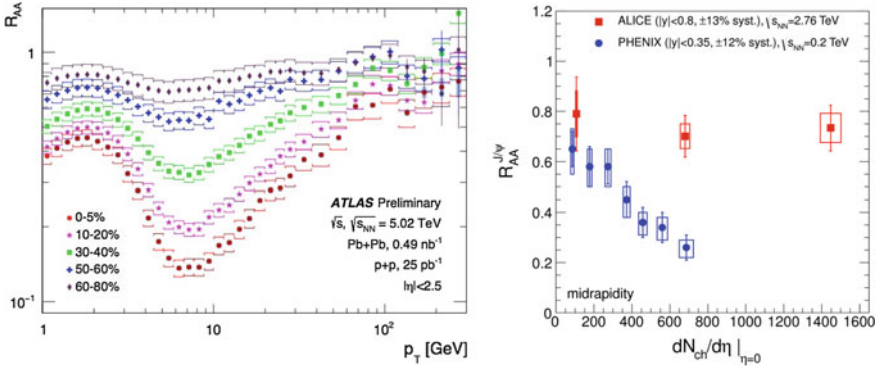 R_AA
1
10⁻¹
ATLAS Preliminary
√s, √s_NN = 5.02 TeV
Pb+Pb, 0.49 nb⁻¹
p+p, 25 pb⁻¹
|η|<2.5
0-5%
10-20%
30-40%
50-60%
60-80%
1
10
10²
p_T [GeV]
R_AA^J/ψ
1.2
1
0.8
0.6
0.4
0.2
0
ALICE (|y|<0.8, ±13% syst.), √s_NN=2.76 TeV
PHENIX (|y|<0.35, ±12% syst.), √s_NN=0.2 TeV
midrapidity
0 200 400 600 800 1000 1200 1400 1600
dN_ch/dη|_η=0